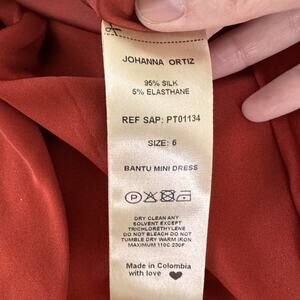 JOHANNA ORTIZ
95% SILK
5% ELASTHANE
REF SAP: PT01134
SIZE: 6
BANTU MINI DRESS
P
DRY CLEAN ANY
SOLVENT EXCEPT
TRICHLORETHYLENE
DO NOT BLEACH DO NOT
TUMBLE DRY WARM IRON
MAXIMUM 110C-230F
Made in Colombia
with love